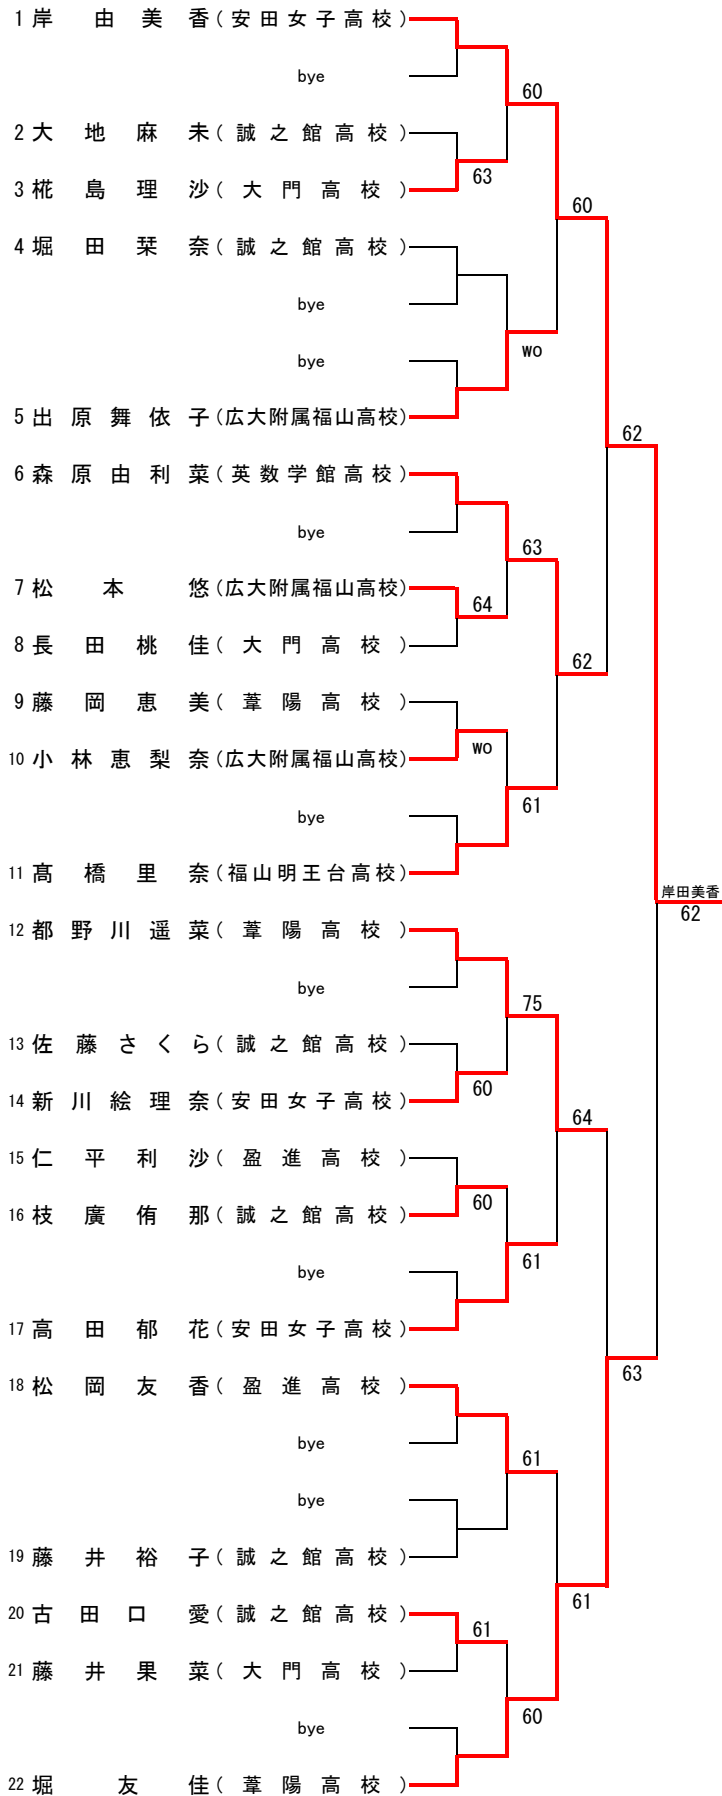 1 岸 由 美 香 ( 安 田 女 子 高 校 )
bye
60
2 大 地 麻 未 ( 誠 之 館 高 校 )
63
3 椛 島 理 沙 ( 大 門 高 校 )
60
4 堀 田 栞 奈 ( 誠 之 館 高 校 )
bye
wo
bye
5 出 原 舞 依 子 (広大附属福山高校)
62
6 森 原 由 利 菜 ( 英 数 学 館 高 校 )
bye
63
7 松 本 悠 (広大附属福山高校)
64
8 長 田 桃 佳 ( 大 門 高 校 )
62
9 藤 岡 恵 美 ( 葦 陽 高 校 )
wo
10 小 林 恵 梨 奈 (広大附属福山高校)
61
bye
11 髙 橋 里 奈 (福山明王台高校)
岸田美香
62
12 都 野 川 遥 菜 ( 葦 陽 高 校 )
bye
75
13 佐 藤 さ く ら ( 誠 之 館 高 校 )
60
14 新 川 絵 理 奈 ( 安 田 女 子 高 校 )
64
15 仁 平 利 沙 ( 盈 進 高 校 )
60
16 枝 廣 侑 那 ( 誠 之 館 高 校 )
61
bye
17 高 田 郁 花 ( 安 田 女 子 高 校 )
63
18 松 岡 友 香 ( 盈 進 高 校 )
bye
61
bye
19 藤 井 裕 子 ( 誠 之 館 高 校 )
61
20 古 田 口 愛 ( 誠 之 館 高 校 )
61
21 藤 井 果 菜 ( 大 門 高 校 )
60
bye
22 堀 友 佳 ( 葦 陽 高 校 )